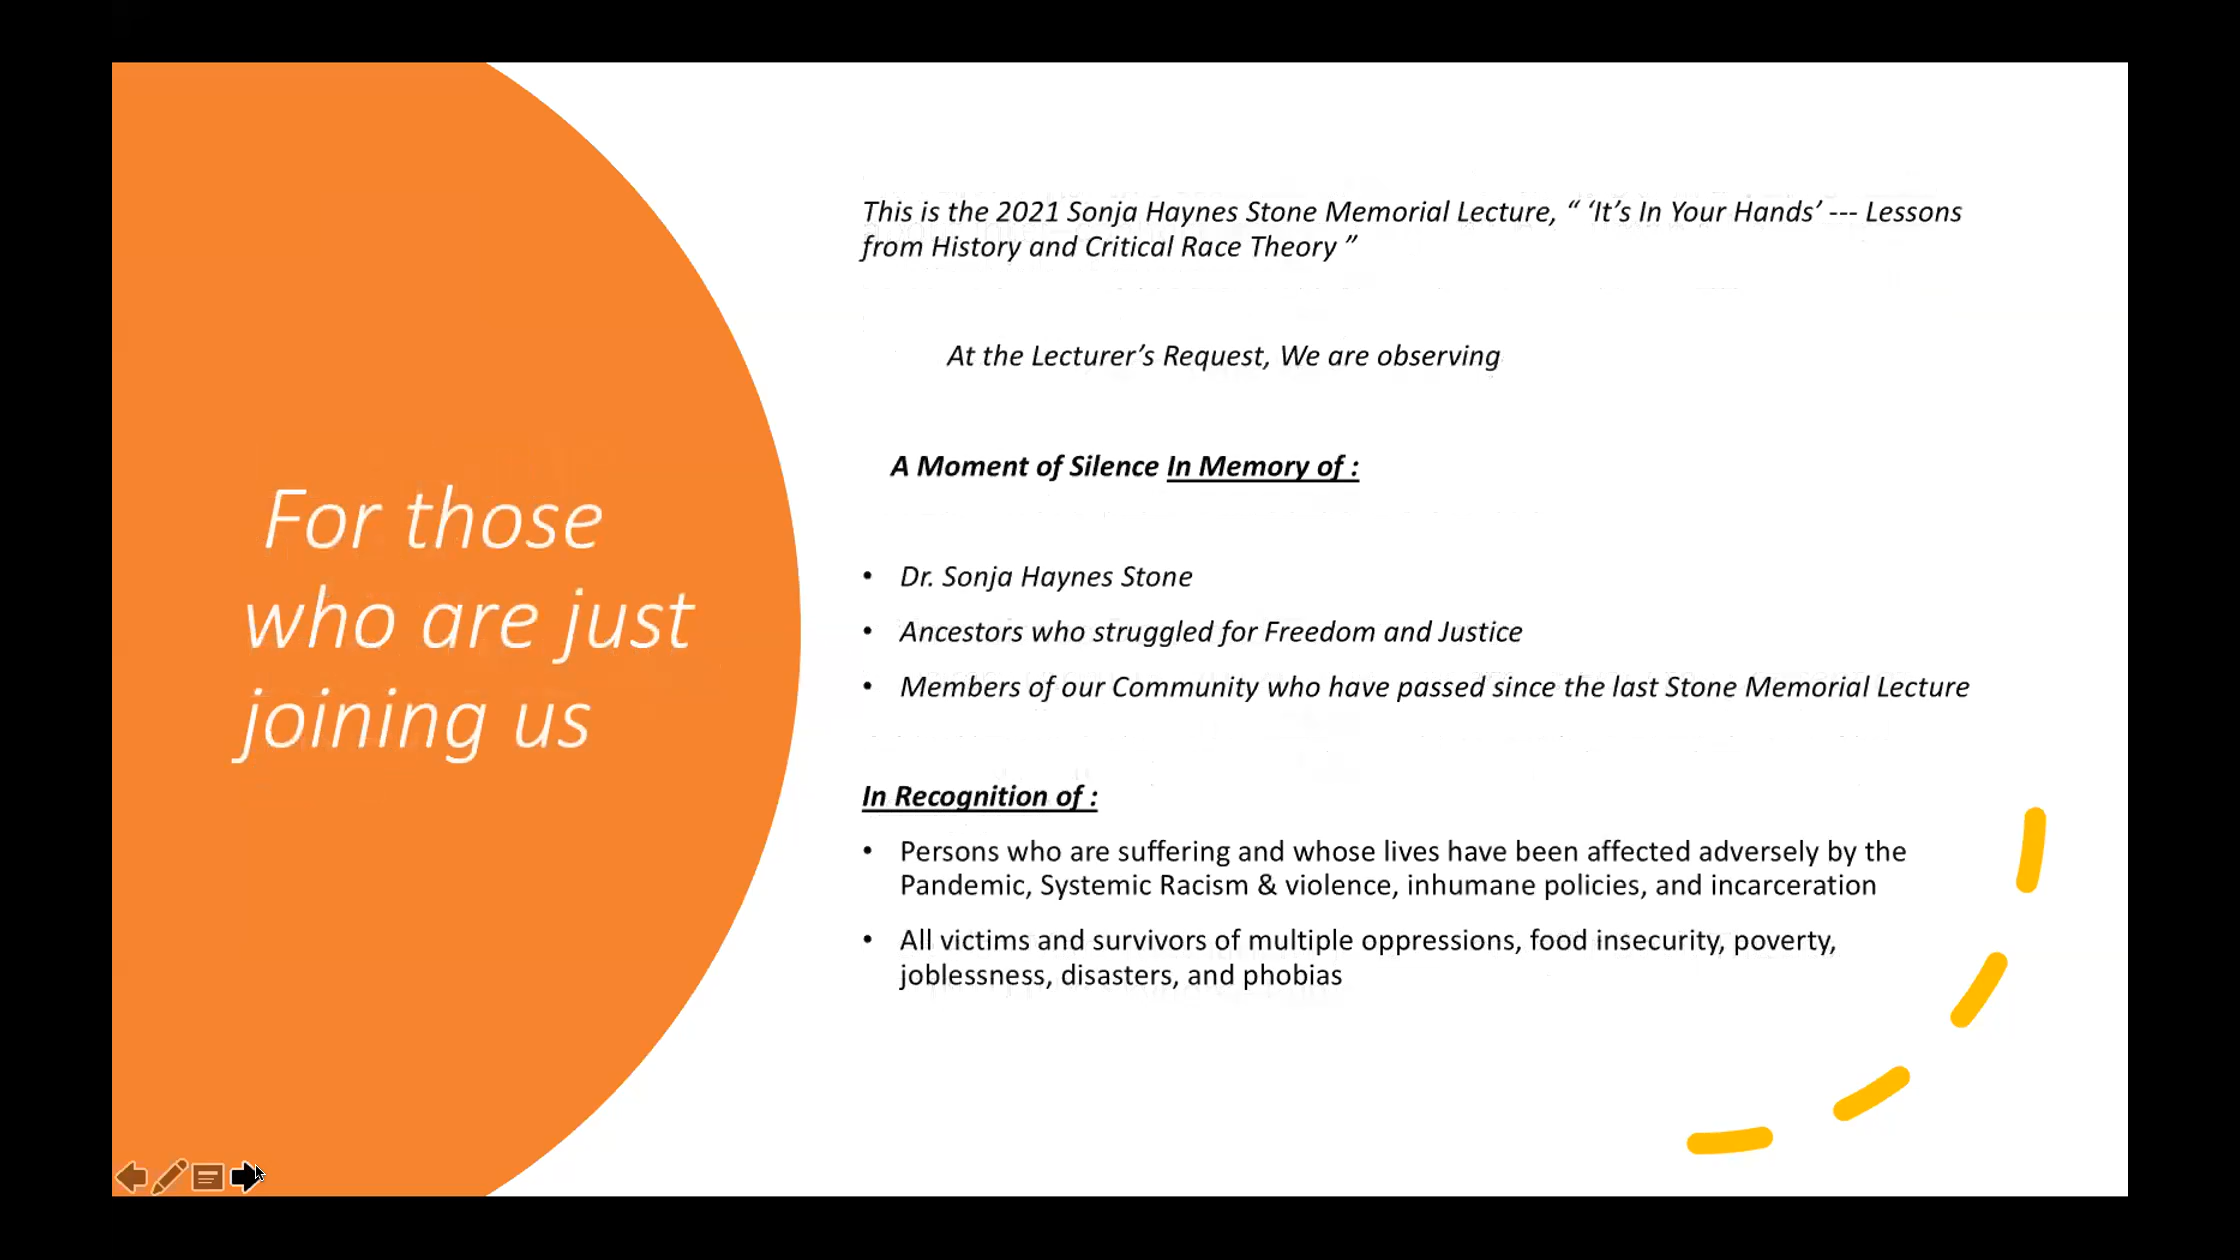 For those
who are just
joining us
This is the 2021 Sonja Haynes Stone Memorial Lecture, “ ‘It’s In Your Hands’ --- Lessons
from History and Critical Race Theory ”
At the Lecturer’s Request, We are observing
A Moment of Silence In Memory of :
• Dr. Sonja Haynes Stone
• Ancestors who struggled for Freedom and Justice
• Members of our Community who have passed since the last Stone Memorial Lecture
In Recognition of :
• Persons who are suffering and whose lives have been affected adversely by the
Pandemic, Systemic Racism & violence, inhumane policies, and incarceration
• All victims and survivors of multiple oppressions, food insecurity, poverty,
joblessness, disasters, and phobias